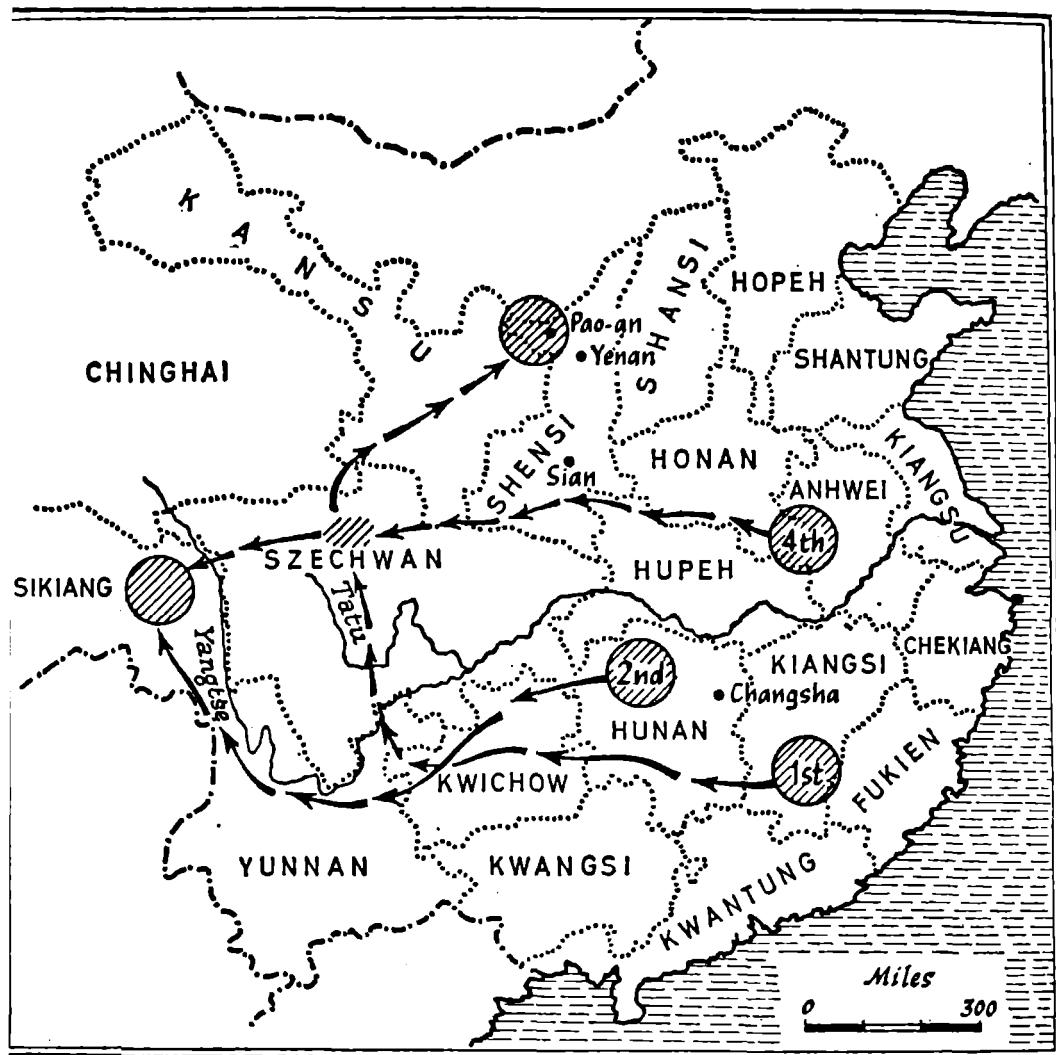 KANSU
Pao-an
Yenan
SHANSI
HOPEH
SHANTUNG
CHINGHAI
SHENSI
Sian
HONAN
KIANGSU
ANHWEI
4th
SZECHWAN
HUPEH
SIKIANG
Tatu
Yangtse
2nd
KIANGSI
CHEKIANG
Changsha
HUNAN
1st
FUKIEN
KWICHOW
YUNNAN
KWANGSI
KWANTUNG
Miles
0 300